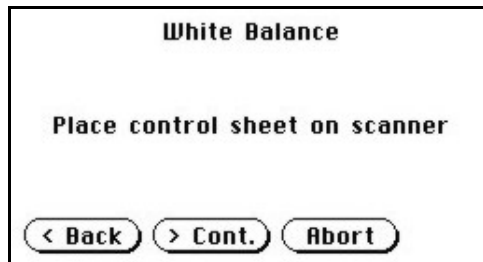 White Balance
Place control sheet on scanner
< Back > Cont. Abort